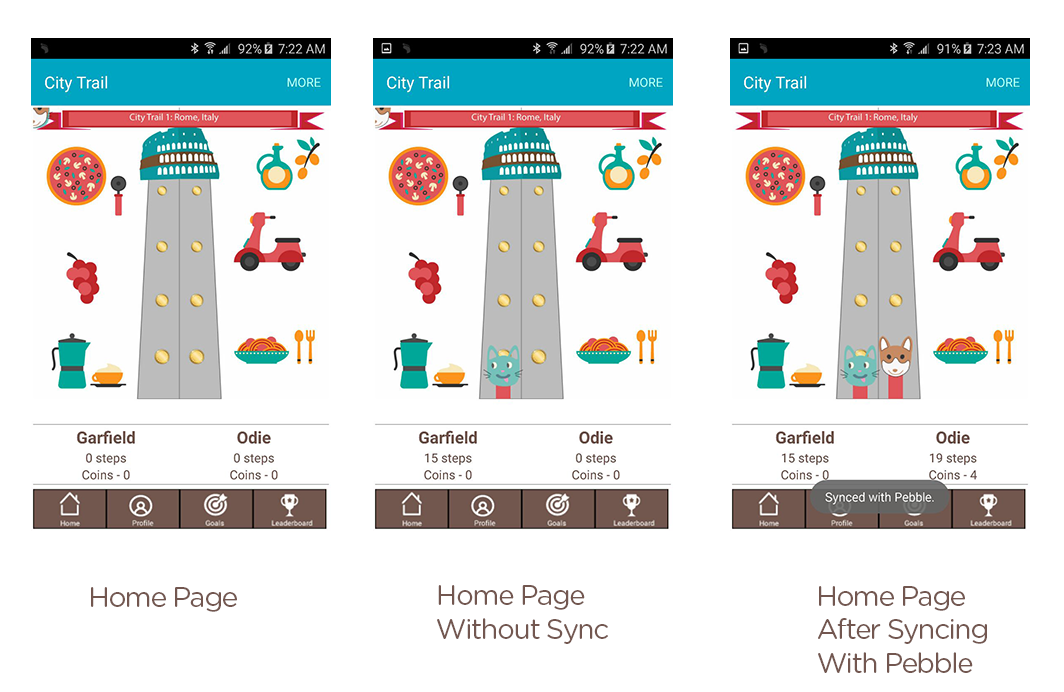 92% 7:22 AM
City Trail MORE
City Trail 1: Rome, Italy
Garfield Odie
0 steps 0 steps
Coins - 0 Coins - 0
Home Profile Goals Leaderboard
Home Page
92% 7:22 AM
City Trail MORE
City Trail 1: Rome, Italy
Garfield Odie
15 steps 0 steps
Coins - 0 Coins - 0
Home Profile Goals Leaderboard
Home Page
Without Sync
91% 7:23 AM
City Trail MORE
City Trail 1: Rome, Italy
Garfield Odie
15 steps 19 steps
Coins - 0 Coins - 4
Synced with Pebble.
Home Profile Goals Leaderboard
Home Page
After Syncing
With Pebble